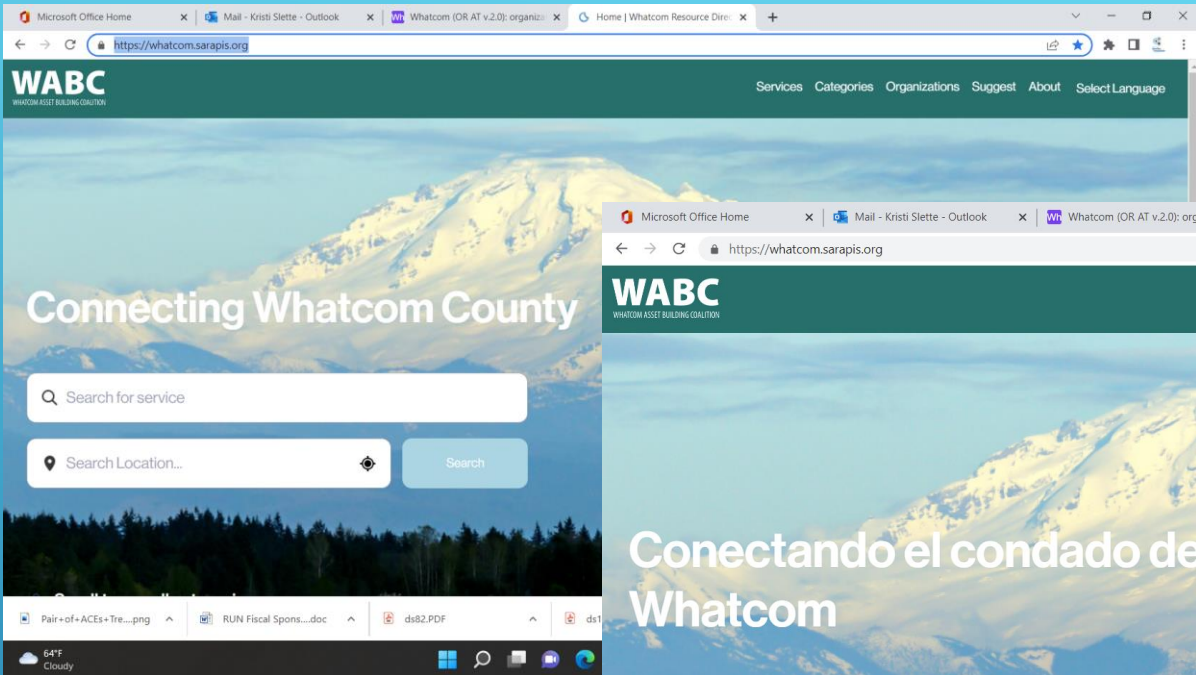 Microsoft Office Home
Mail - Kristi Slette - Outlook
Whatcom (OR AT v.2.0): organiza
Home | Whatcom Resource Direc
https://whatcom.sarapis.org
WABC
WHATCOM ASSET BUILDING COALITION
Services Categories Organizations Suggest About Select Language
Connecting Whatcom County
Search for service
Search Location...
Search
Pair+of+ACEs+Tre....png
RUN Fiscal Spons....doc
ds82.PDF
ds1
64°F
Cloudy
Microsoft Office Home
Mail - Kristi Slette - Outlook
Whatcom (OR AT v.2.0): org
https://whatcom.sarapis.org
WABC
WHATCOM ASSET BUILDING COALITION
Conectando el condado de
Whatcom